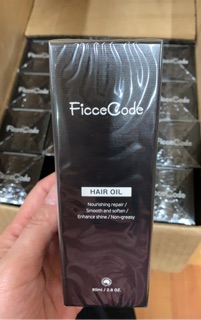 FicceCode
HAIR OIL
Nourishing repair /
Smooth and soften /
Enhance shine / Non-greasy
80ml / 2.8 OZ.